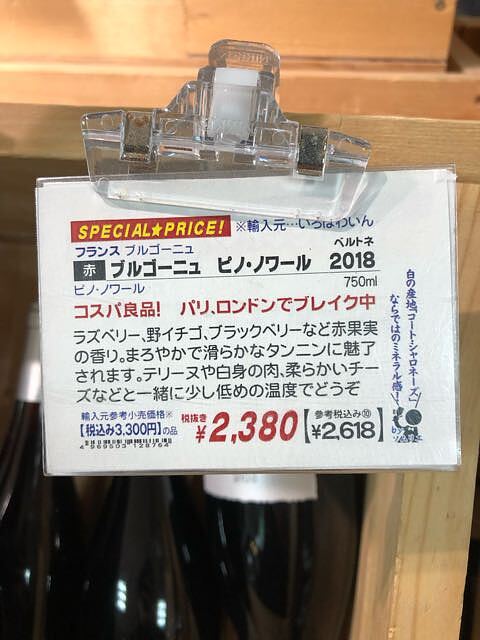 SPECIAL★PRICE! ※輸入元…いろはわいん
フランス ブルゴーニュ ベルトネ
赤 ブルゴーニュ ピノ・ノワール 2018
ピノ・ノワール 750ml
コスパ良品! パリ、ロンドンでブレイク中
ラズベリー、野イチゴ、ブラックベリーなど赤果実
の香り。まろやかで滑らかなタンニンに魅了
されます。テリーヌや白身の肉、柔らかいチー
ズなどと一緒に少し低めの温度でどうぞ
輸入元参考小売価格※
【税込み3,300円】の品
税抜き ¥2,380 【参考税込み⑩ ¥2,618】
4969503128764
白の産地「コート・シャロネーズ」
ならではのミネラル感!
by